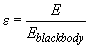 ε = E / E_blackbody